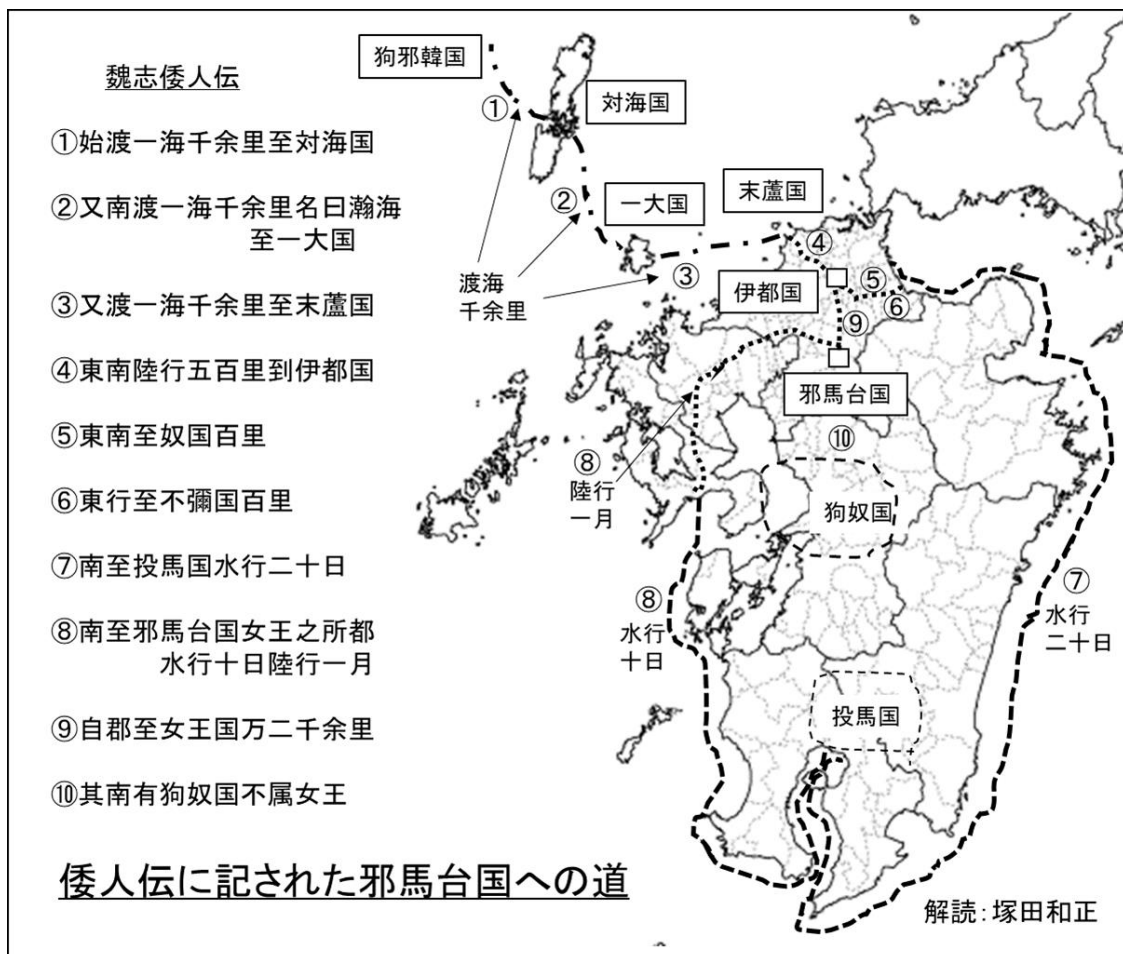 魏志倭人伝
①始渡一海千余里至対海国
②又南渡一海千余里名曰瀚海
至一大国
③又渡一海千余里至末蘆国
④東南陸行五百里到伊都国
⑤東南至奴国百里
⑥東行至不彌国百里
⑦南至投馬国水行二十日
⑧南至邪馬台国女王之所都
水行十日陸行一月
⑨自郡至女王国万二千余里
⑩其南有狗奴国不属女王
倭人伝に記された邪馬台国への道
狗邪韓国
①
対海国
②
一大国
末蘆国
渡海
千余里
③
④
伊都国
⑤
⑥
⑨
邪馬台国
⑩
⑧
陸行
一月
狗奴国
⑧
水行
十日
⑦
水行
二十日
投馬国
解読:塚田和正